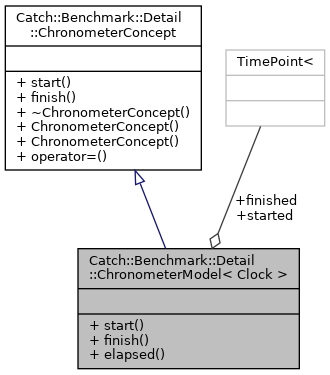 Catch::Benchmark::Detail
::ChronometerConcept
+ start()
+ finish()
+ ~ChronometerConcept()
+ ChronometerConcept()
+ ChronometerConcept()
+ operator=()
TimePoint<
+finished
+started
Catch::Benchmark::Detail
::ChronometerModel< Clock >
+ start()
+ finish()
+ elapsed()